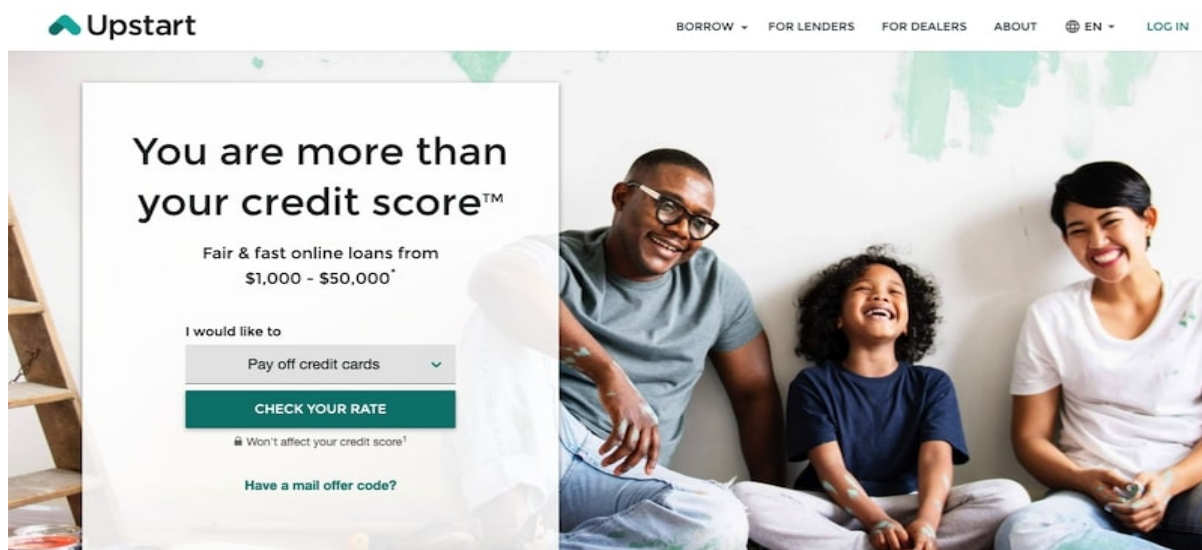 Upstart
BORROW FOR LENDERS FOR DEALERS ABOUT EN LOG IN
You are more than
your credit score™
Fair & fast online loans from
$1,000 - $50,000*
I would like to
Pay off credit cards
CHECK YOUR RATE
Won't affect your credit score¹
Have a mail offer code?